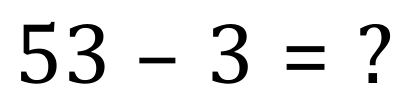 53 − 3 = ?